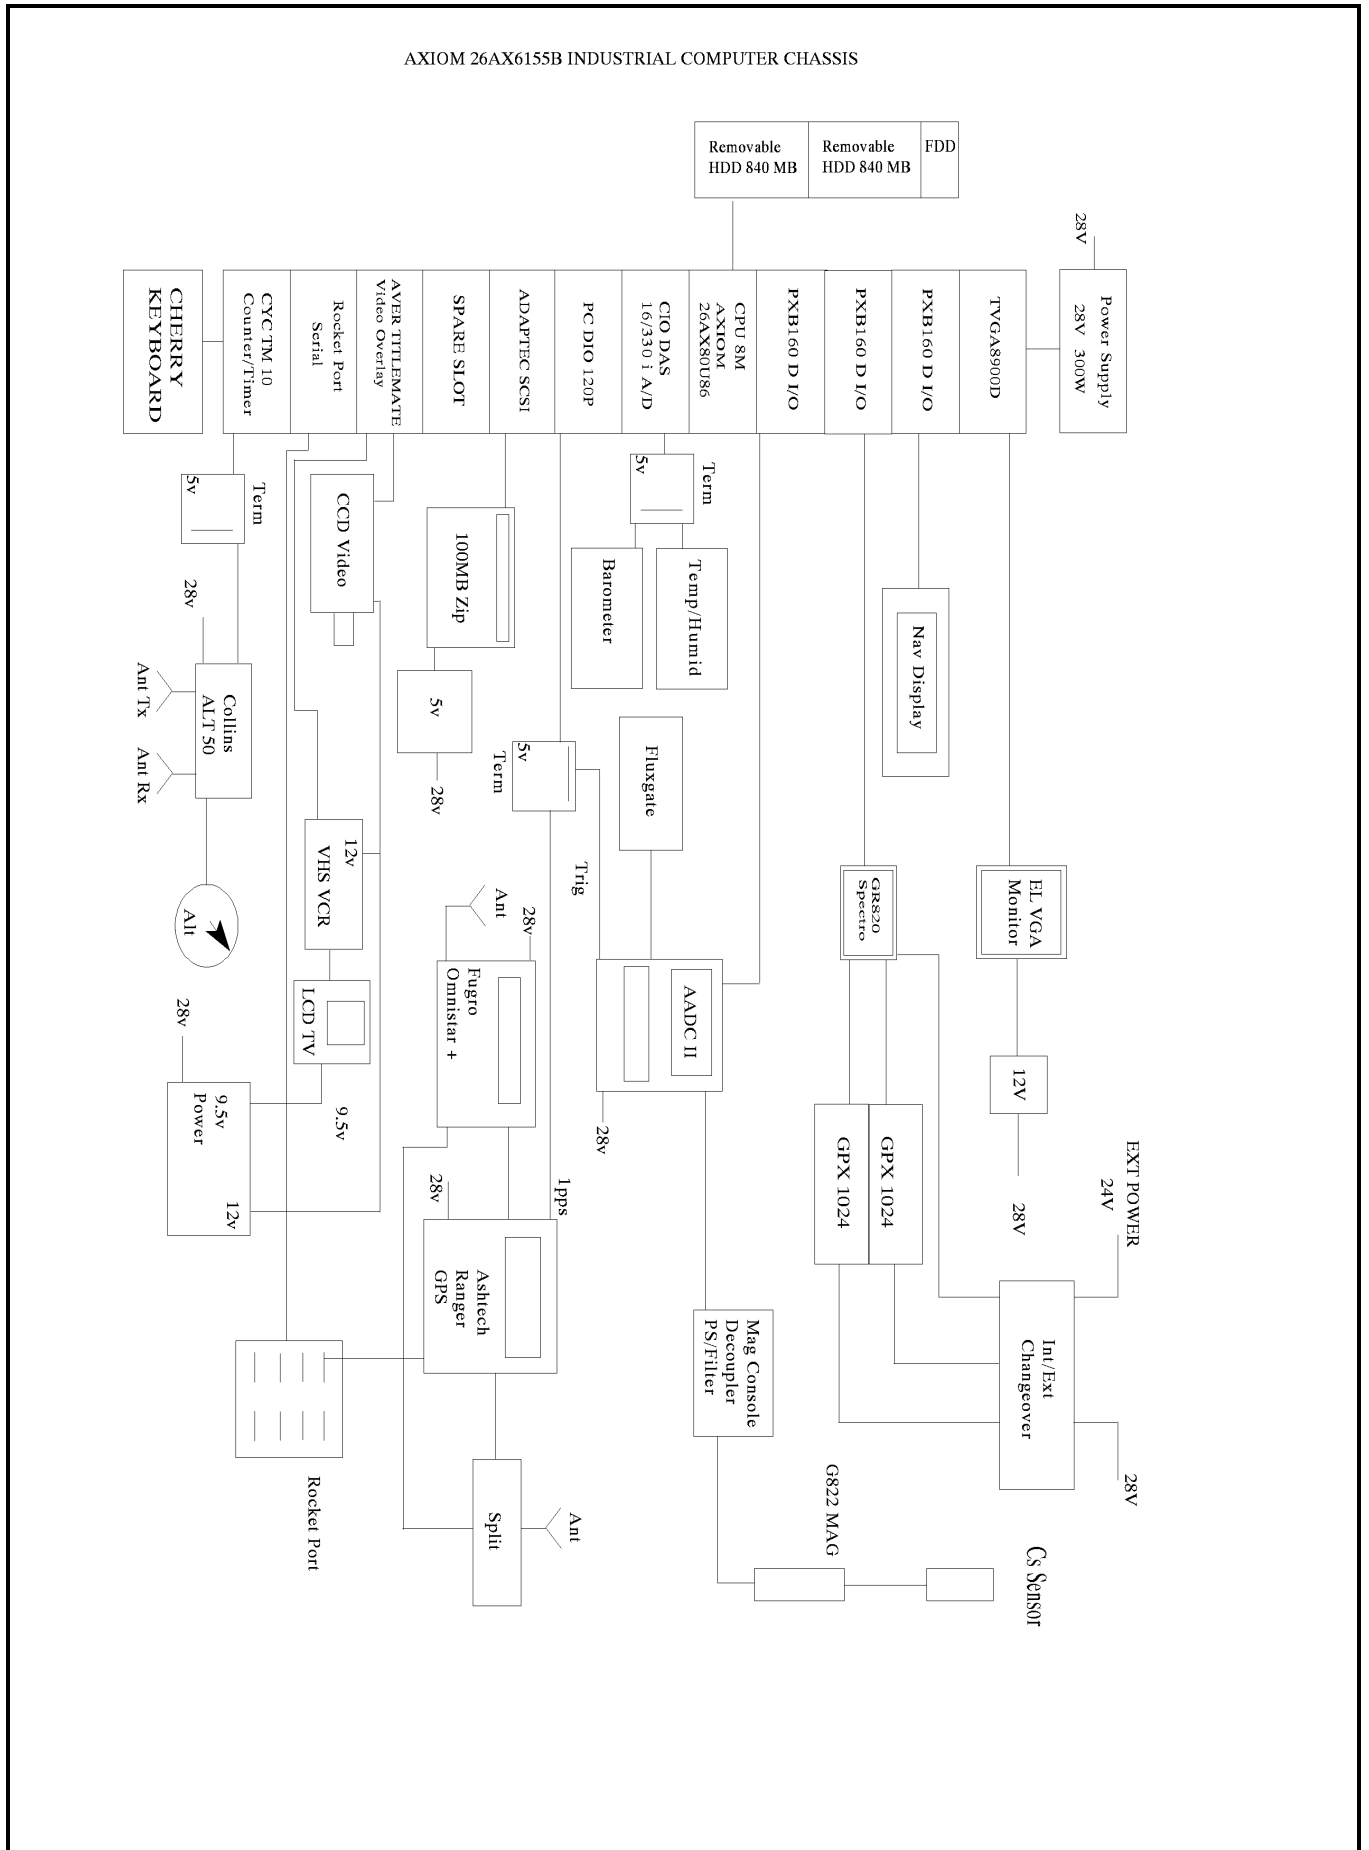 AXIOM 26AX6155B INDUSTRIAL COMPUTER CHASSIS
Removable
HDD 840 MB
Removable
HDD 840 MB
FDD
28V
Power Supply
28V 300W
TVGA8900D
PXB160 D I/O
PXB160 D I/O
PXB160 D I/O
CPU 8M
AXIOM
26AX80U86
CIO DAS
16/330 i A/D
PC DIO 120P
ADAPTEC SCSI
SPARE SLOT
AVER TITLEMATE
Video Overlay
Rocket Port
Serial
CYC TM 10
Counter/Timer
CHERRY
KEYBOARD
Term
5v
Term
5v
CCD Video
100MB Zip
Barometer
Temp/Humid
Nav Display
28v
Ant Tx
Ant Rx
Collins
ALT 50
5v
28v
5v
Term
Fluxgate
Trig
12v
VHS VCR
Alt
Ant
28v
Fugro
Omnistar +
AADC II
28v
GR820
Spectro
EL VGA
Monitor
LCD TV
28v
9.5v
Power
12v
9.5v
12V
28V
GPX 1024
GPX 1024
EXT POWER
24V
28v
1pps
Ashtech
Ranger
GPS
Mag Console
Decoupler
PS/Filter
Int/Ext
Changeover
28V
Rocket Port
Split
Ant
G822 MAG
Cs Sensor